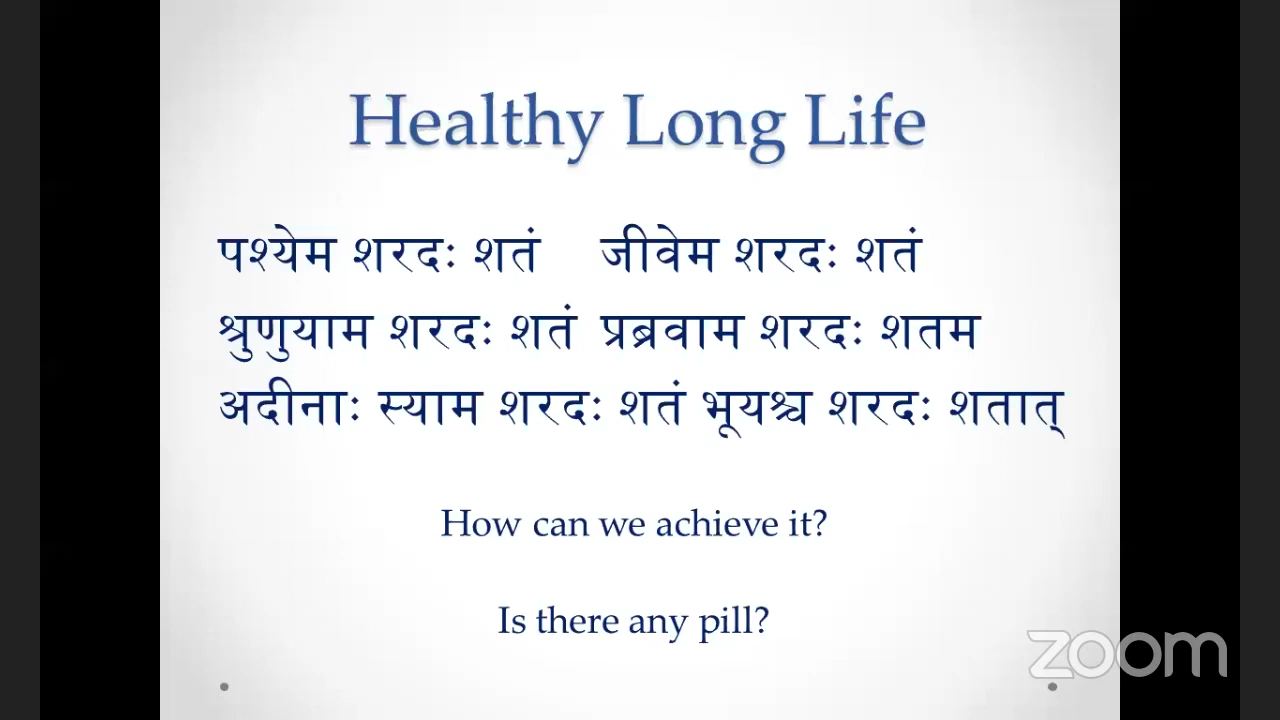 Healthy Long Life
पश्येम शरदः शतं जीवेम शरदः शतं
श्रुणुयाम शरदः शतं प्रब्रवाम शरदः शतम
अदीनाः स्याम शरदः शतं भूयश्च शरदः शतात्
How can we achieve it?
Is there any pill?
zoom